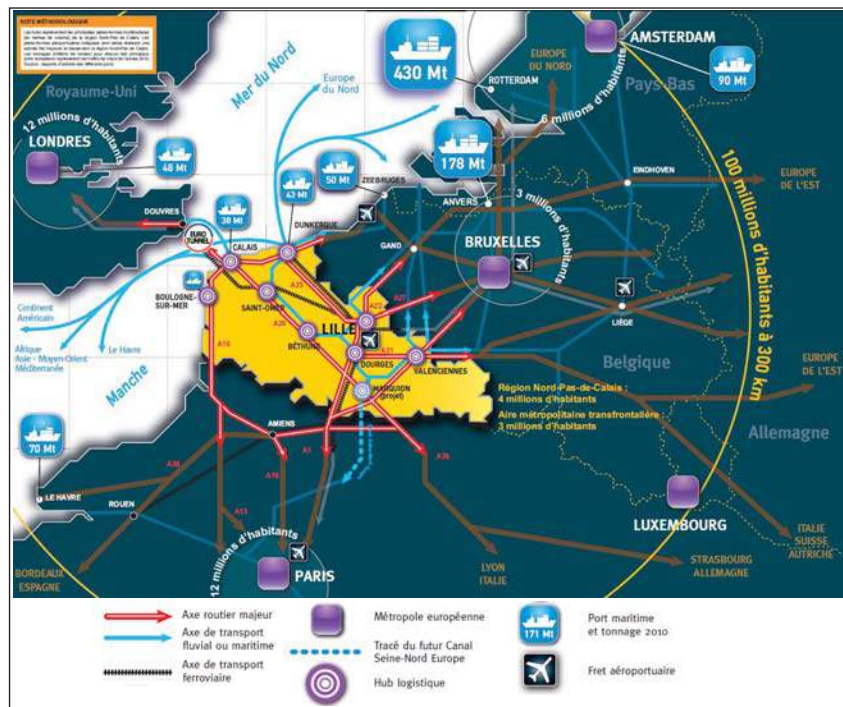 NOTE MÉTHODOLOGIQUE
Royaume-Uni
Mer du Nord
Europe
du Nord
430 Mt
ROTTERDAM
EUROPE
DU NORD
AMSTERDAM
Pays-Bas
90 Mt
6 millions d'habitants
12 millions d'habitants
LONDRES
48 Mt
178 Mt
ZEEBRUGES
50 Mt
ANVERS
EINDHOVEN
EUROPE
DE L'EST
100 millions d'habitants à 300 km
DOUVRES
38 Mt
43 Mt
DUNKERQUE
EURO
TUNNEL
CALAIS
GAND
3 millions d'habitants
BRUXELLES
BOULOGNE-
SUR-MER
SAINT-OMER
A25
A26
LILLE
A22
A27
LIÈGE
Continent
Américain
Afrique
Asie - Moyen-Orient
Méditerranée
Le Havre
BÉTHUNE
A21
DOURGES
VALENCIENNES
Belgique
A16
Manche
MARQUION
(projet)
Région Nord-Pas-de-Calais :
4 millions d'habitants
Aire métropolitaine transfrontalière :
3 millions d'habitants
EUROPE
DE L'EST
Allemagne
70 Mt
AMIENS
A1
A26
LE HAVRE
ROUEN
A16
A13
LUXEMBOURG
12 millions d'habitants
PARIS
BORDEAUX
ESPAGNE
LYON
ITALIE
STRASBOURG
ALLEMAGNE
ITALIE
SUISSE
AUTRICHE
Axe routier majeur
Axe de transport
fluvial ou maritime
Axe de transport
ferroviaire
Métropole européenne
Tracé du futur Canal
Seine-Nord Europe
Hub logistique
171 Mt
Port maritime
et tonnage 2010
Fret aéroportuaire